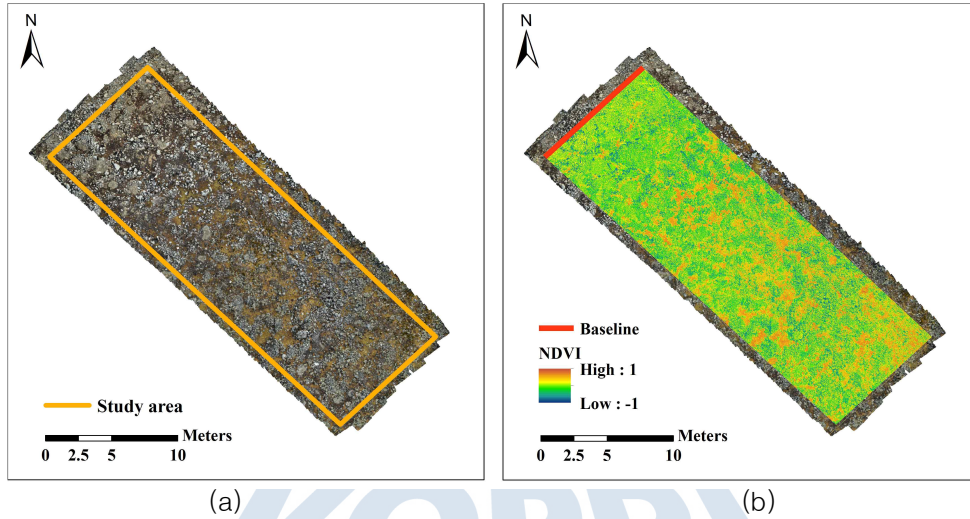 N
Study area
Meters
0 2.5 5 10
(a)
N
Baseline
NDVI
High : 1
Low : -1
Meters
0 2.5 5 10
(b)